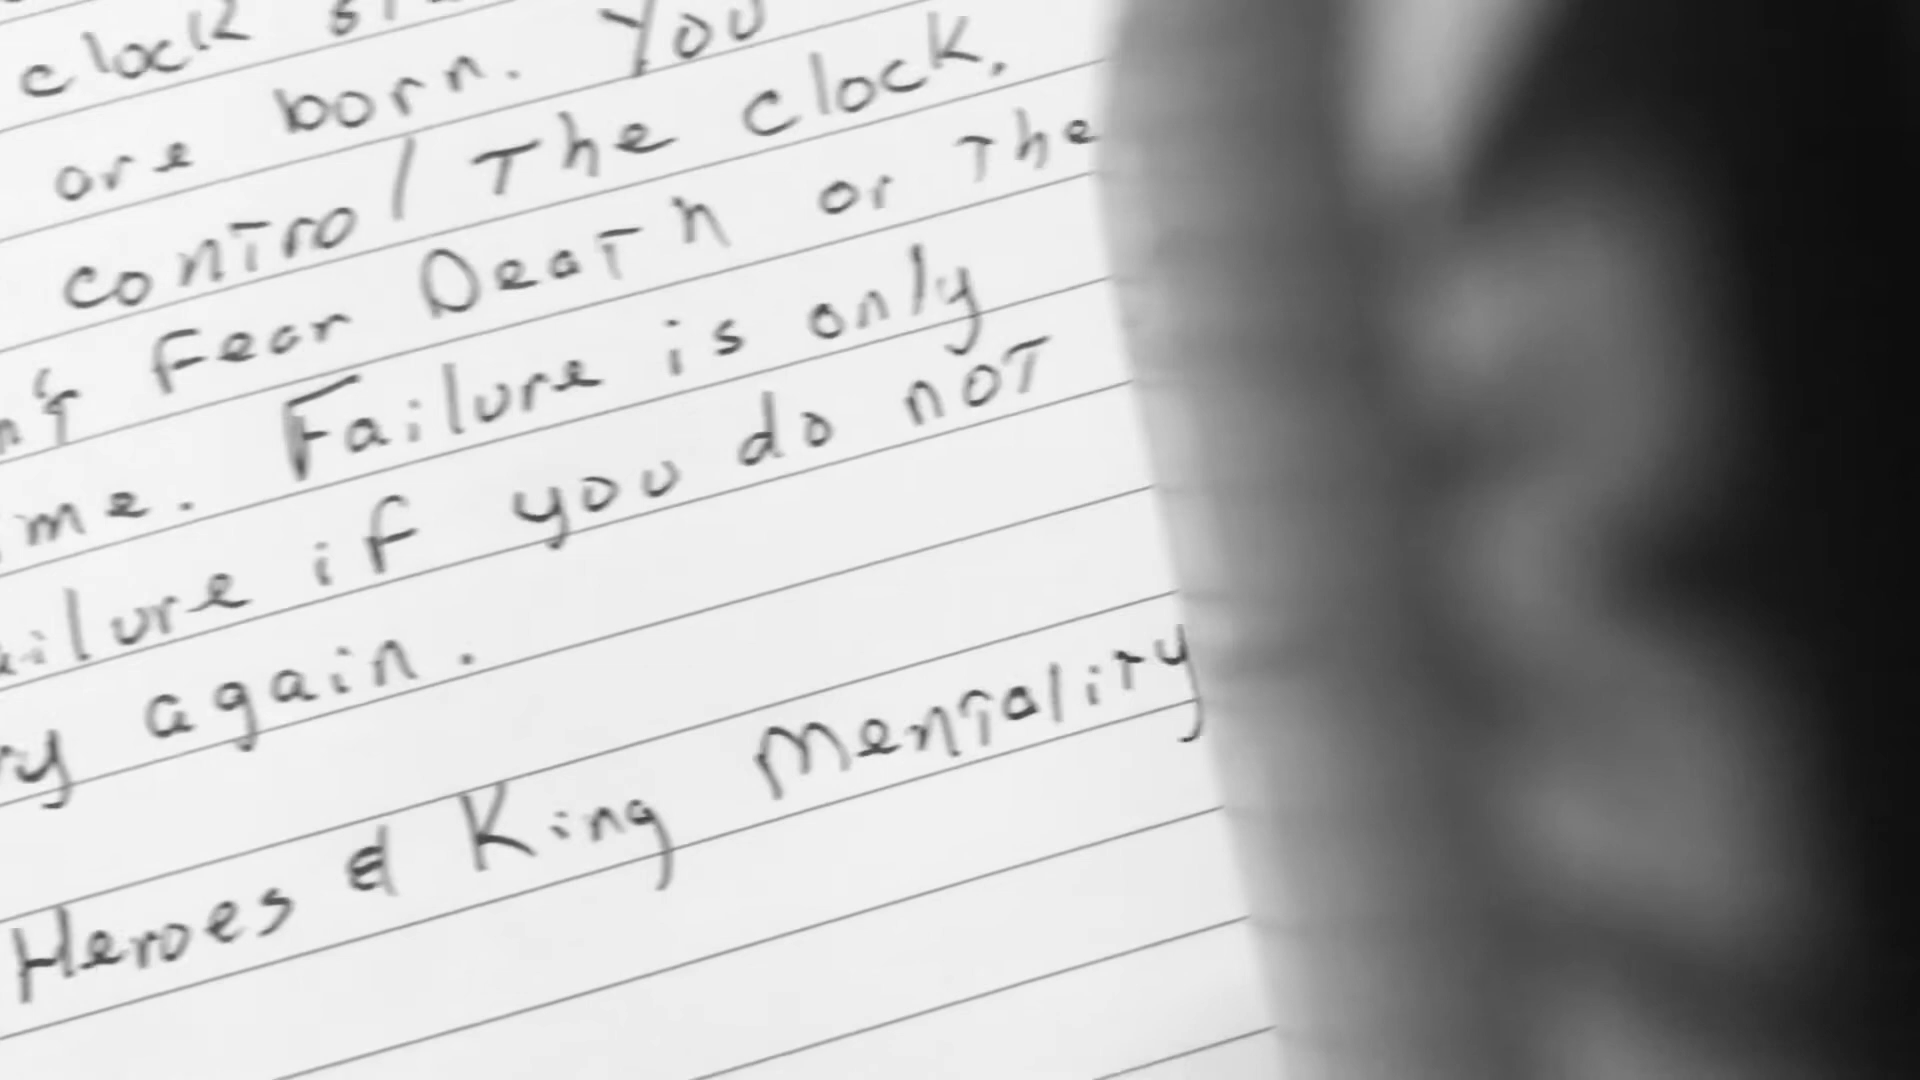 clock
are born. You
control the clock.
Fear Death or the
me. Failure is only
ilure if you do not
y again.
Heroes & King Mentality